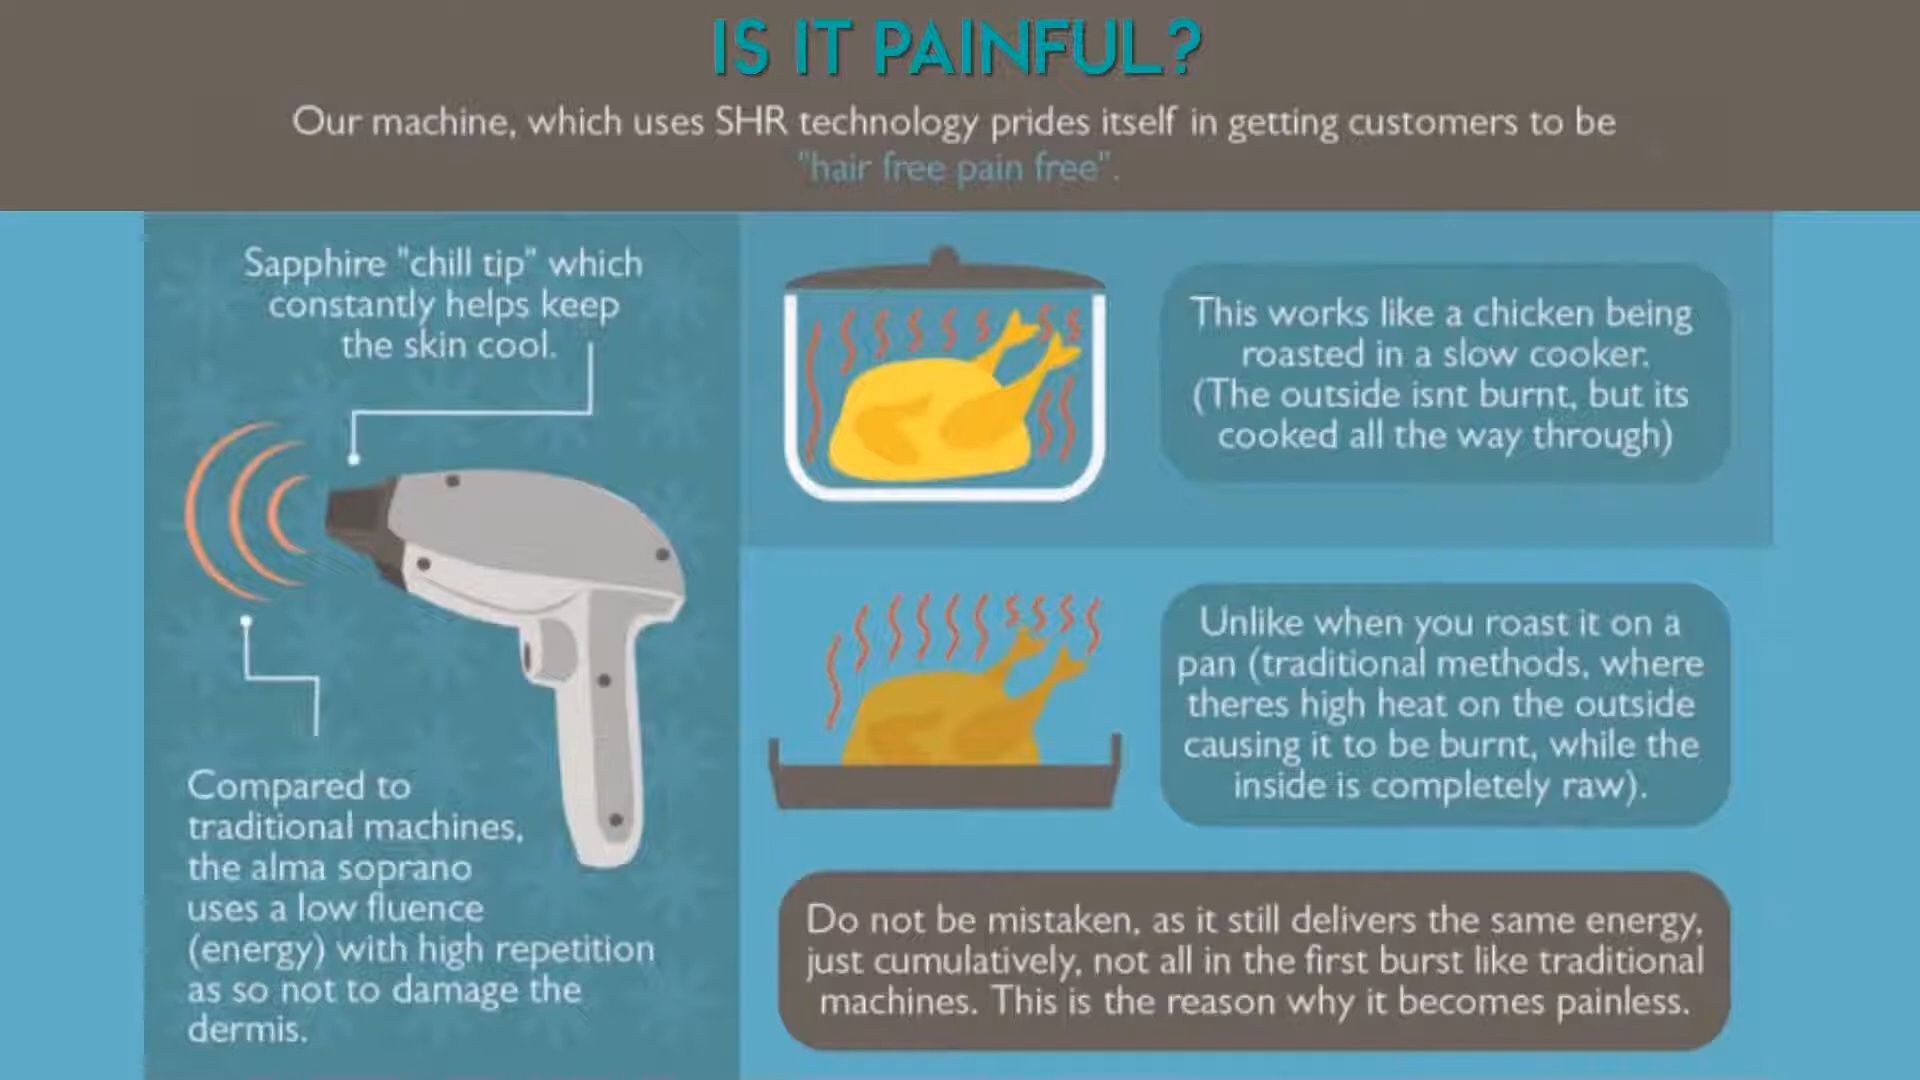 IS IT PAINFUL?
Our machine, which uses SHR technology prides itself in getting customers to be
"hair free pain free".
Sapphire "chill tip" which
constantly helps keep
the skin cool.
Compared to
traditional machines,
the alma soprano
uses a low fluence
(energy) with high repetition
as so not to damage the
dermis.
This works like a chicken being
roasted in a slow cooker.
(The outside isnt burnt, but its
cooked all the way through)
Unlike when you roast it on a
pan (traditional methods, where
theres high heat on the outside
causing it to be burnt, while the
inside is completely raw).
Do not be mistaken, as it still delivers the same energy,
just cumulatively, not all in the first burst like traditional
machines. This is the reason why it becomes painless.